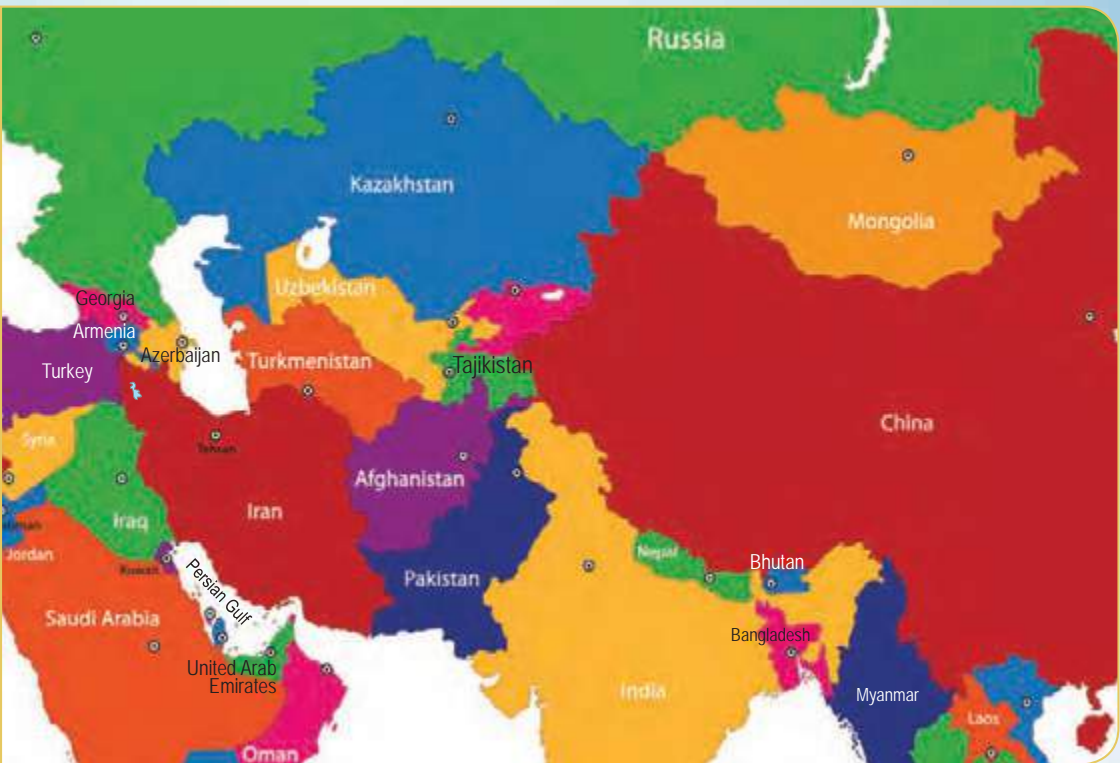 Russia
Kazakhstan
Mongolia
Uzbekistan
Georgia
Armenia
Azerbaijan
Turkey
Turkmenistan
Tajikistan
China
Syria
Tehran
Afghanistan
Iran
Iraq
Jordan
Kuwait
Persian Gulf
Pakistan
Nepal
Bhutan
Saudi Arabia
Bangladesh
United Arab
Emirates
India
Myanmar
Laos
Oman